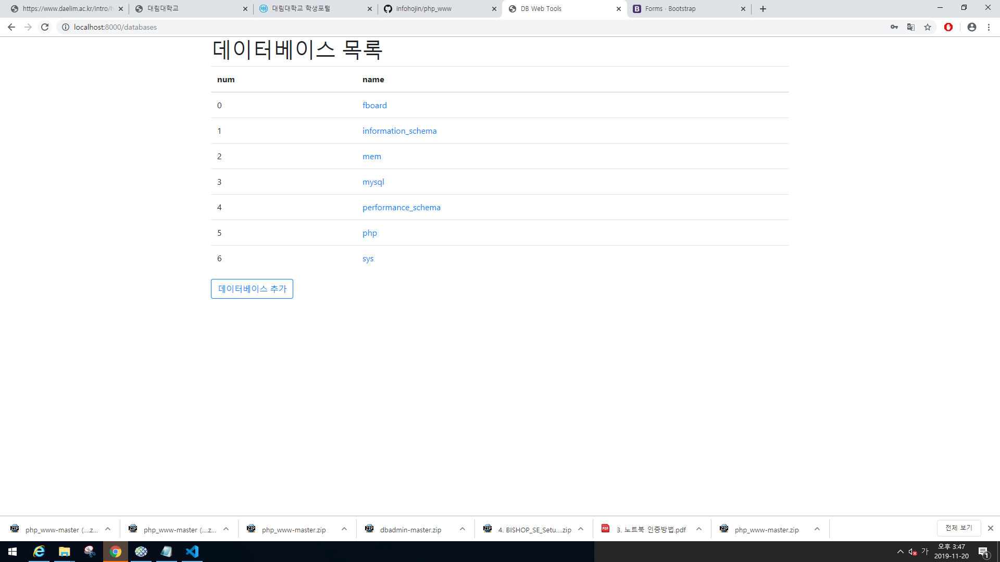 https://www.daelim.ac.kr/intro/h
대림대학교
대림대학교 학생포털
infohojin/php_www
DB Web Tools
Forms · Bootstrap
localhost:8000/databases
데이터베이스 목록
num name
0 fboard
1 information_schema
2 mem
3 mysql
4 performance_schema
5 php
6 sys
데이터베이스 추가
php_www-master (....z...
php_www-master (....z...
php_www-master.zip
dbadmin-master.zip
4. BISHOP_SE_Setu....zip
3. 노트북 인증방법.pdf
php_www-master.zip
전체 보기
가
오후 3:47
2019-11-20
1